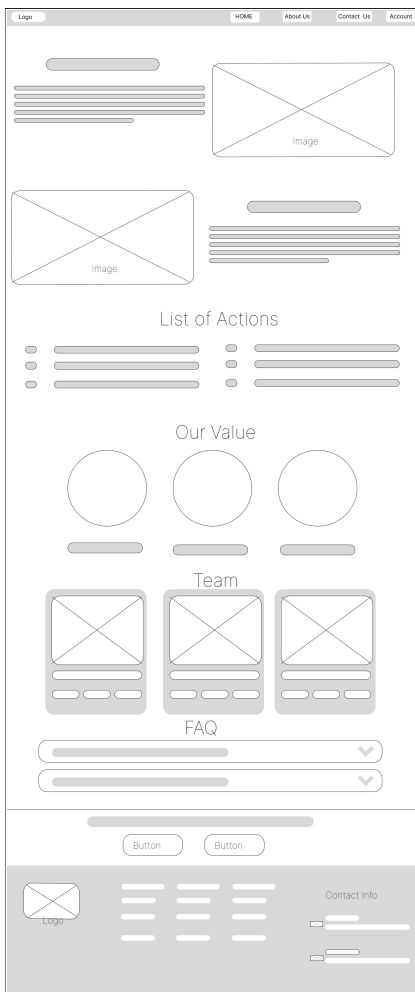 Logo
HOME
About Us
Contact Us
Account
Image
Image
List of Actions
Our Value
Team
FAQ
Button
Button
Logo
Contact info